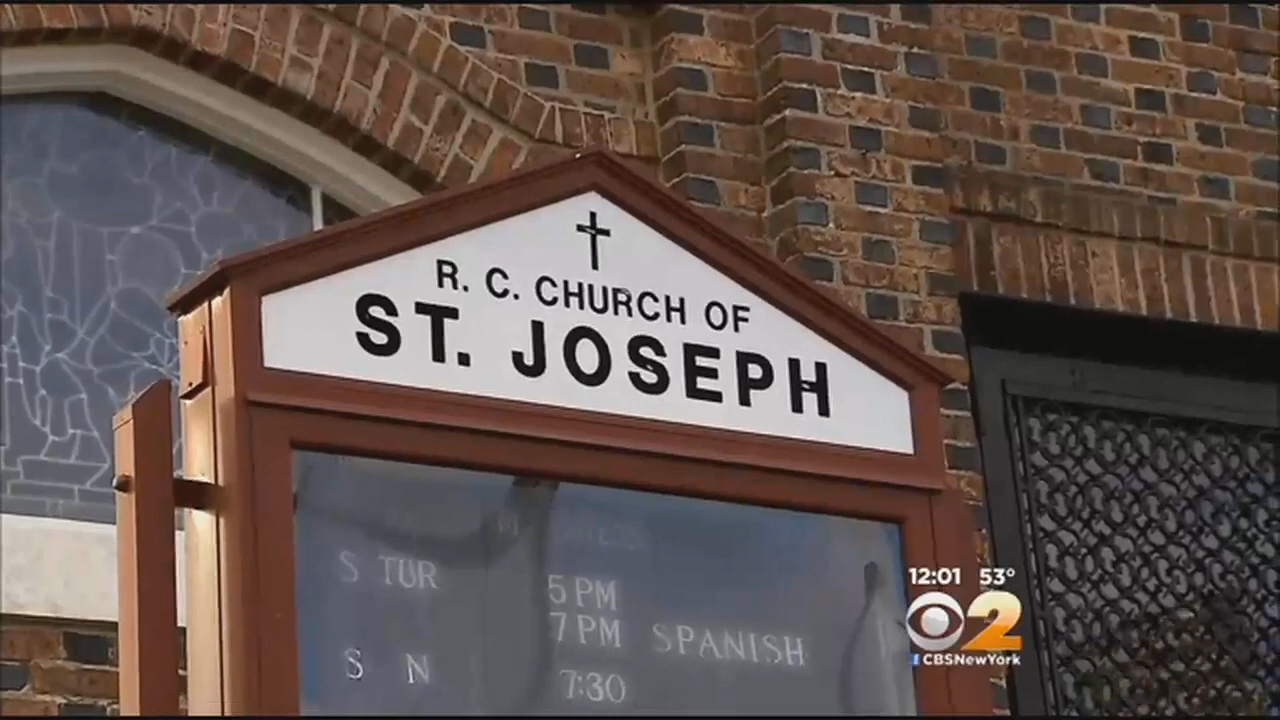 R. C. CHURCH OF
ST. JOSEPH
S TUR 5 PM
7 PM SPANISH
S N 7:30
12:01 53°
2
CBSNewYork